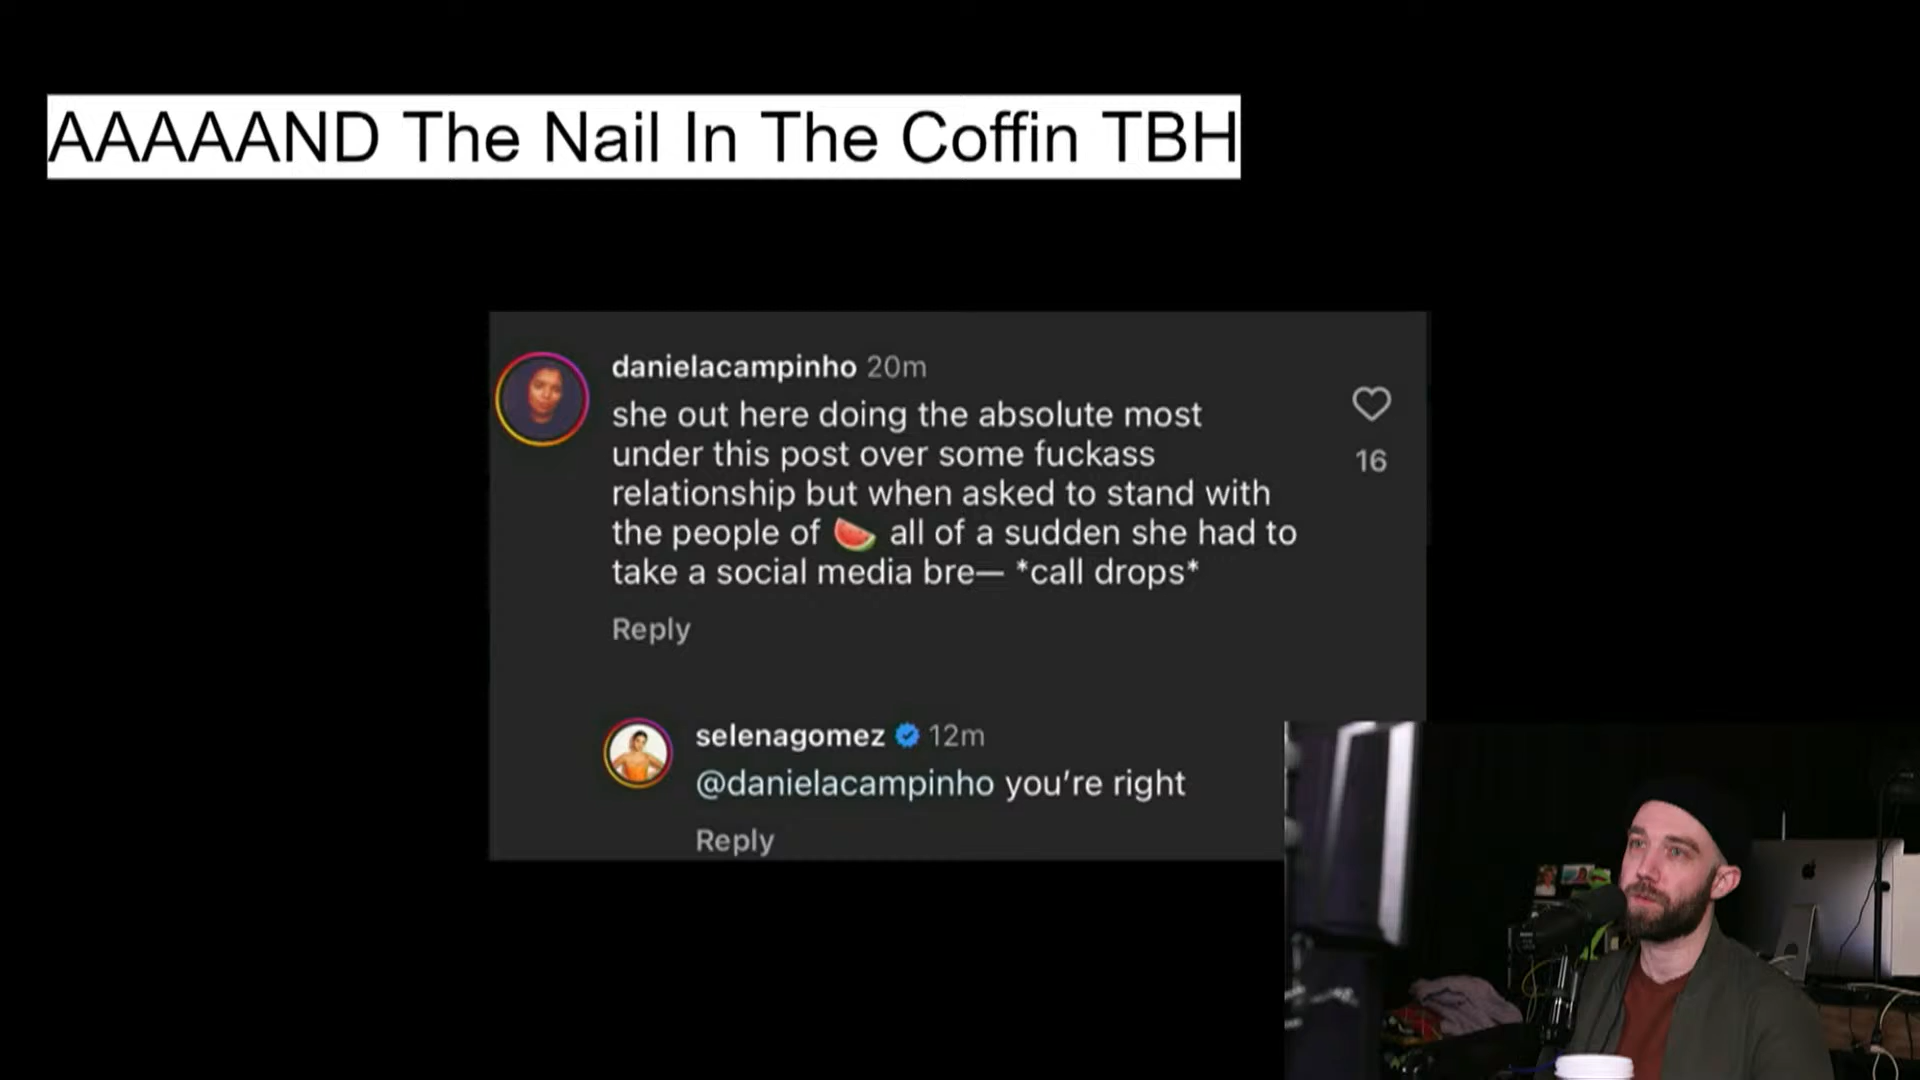 AAAAAND The Nail In The Coffin TBH
danielacampinho 20m
she out here doing the absolute most
under this post over some fuckass
relationship but when asked to stand with
the people of 🍉 all of a sudden she had to
take a social media bre— *call drops*
16
Reply
selenagomez 12m
@danielacampinho you’re right
Reply